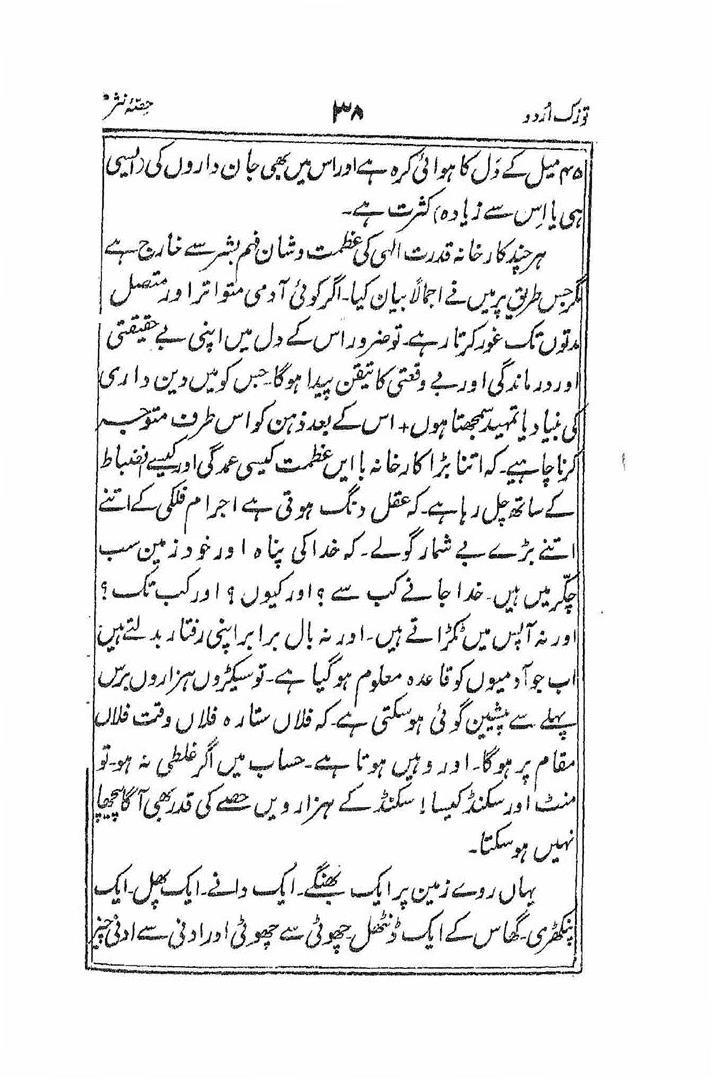 توزک اردو ۳۸ حصّۂ نثر
۴۵ میل کے دَل کا ہوائی کرہ ہے اور اس میں بھی جان داروں کی (ایسی
ہی یا اِس سے زیادہ) کثرت ہے۔
ہر چند کارخانہ قدرت الٰہی کی عظمت و شان فہم بشر سے خارج ہے
مگر جس طریق پر میں نے اجمالاً بیان کیا۔ اگر کوئی آدمی متواتر اور متصل
مدتوں تک غور کرتا رہے۔ تو ضرور اس کے دل میں اپنی بے حقیقتی
اور درماندگی اور بے وقعتی کا تیقن پیدا ہوگا۔ جس کو میں دین داری
کی بنیاد یا تمہید سمجھتا ہوں+ اس کے بعد ذہن کو اس طرف متوجہ
کرنا چاہیے۔ کہ اتنا بڑا کارخانہ با ایں عظمت کیسی عمدگی اور کیسے انضباط
کے ساتھ چل رہا ہے۔ کہ عقل دنگ ہوتی ہے اجرام فلکی کے اتنے
اتنے بڑے بے شمار گولے۔ کہ خدا کی پناہ اور خود زمین سب
چکّر میں ہیں۔ خدا جانے کب سے ؟ اور کیوں ؟ اور کب تک ؟
اور نہ آپس میں ٹکراتے ہیں۔ اور نہ بال برابر اپنی رفتار بدلتے ہیں
اب جو آدمیوں کو قاعدہ معلوم ہو گیا ہے۔ تو سیکڑوں ہزاروں برس
پہلے سے پیشین گوئی ہو سکتی ہے۔ کہ فلاں ستارہ فلاں وقت فلاں
مقام پر ہوگا۔ اور وہیں ہوتا ہے۔ حساب میں اگر غلطی نہ ہو۔ تو
منٹ اور سکنڈ کیسا! سکنڈ کے ہزارویں حصے کی قدر بھی آگا پیچھا
نہیں ہو سکتا۔
یہاں روے زمین پر ایک بھنگے۔ ایک دانے۔ ایک پھل۔ ایک
پنکھڑی۔ گھاس کے ایک ڈنٹھل۔ چھوٹی سے چھوٹی اور ادنی سے ادنی چیز